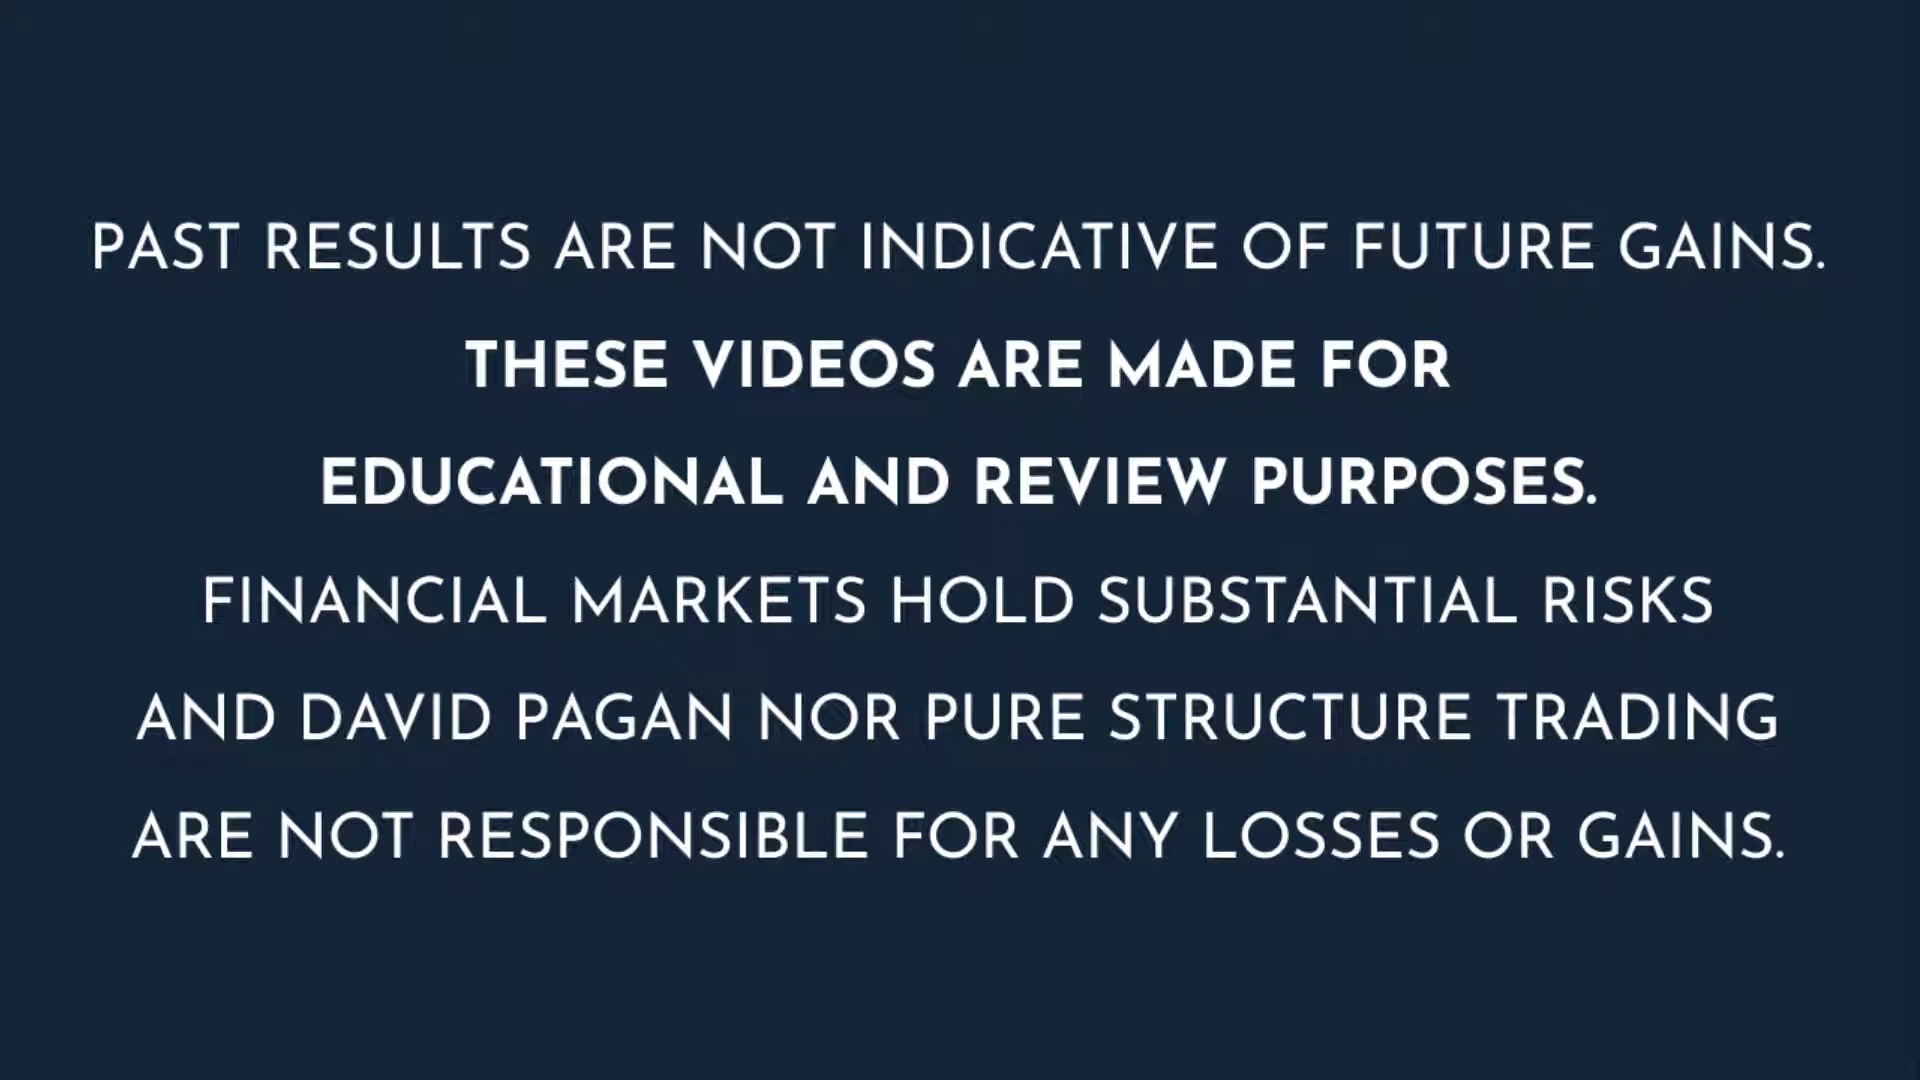 PAST RESULTS ARE NOT INDICATIVE OF FUTURE GAINS.
THESE VIDEOS ARE MADE FOR
EDUCATIONAL AND REVIEW PURPOSES.
FINANCIAL MARKETS HOLD SUBSTANTIAL RISKS
AND DAVID PAGAN NOR PURE STRUCTURE TRADING
ARE NOT RESPONSIBLE FOR ANY LOSSES OR GAINS.